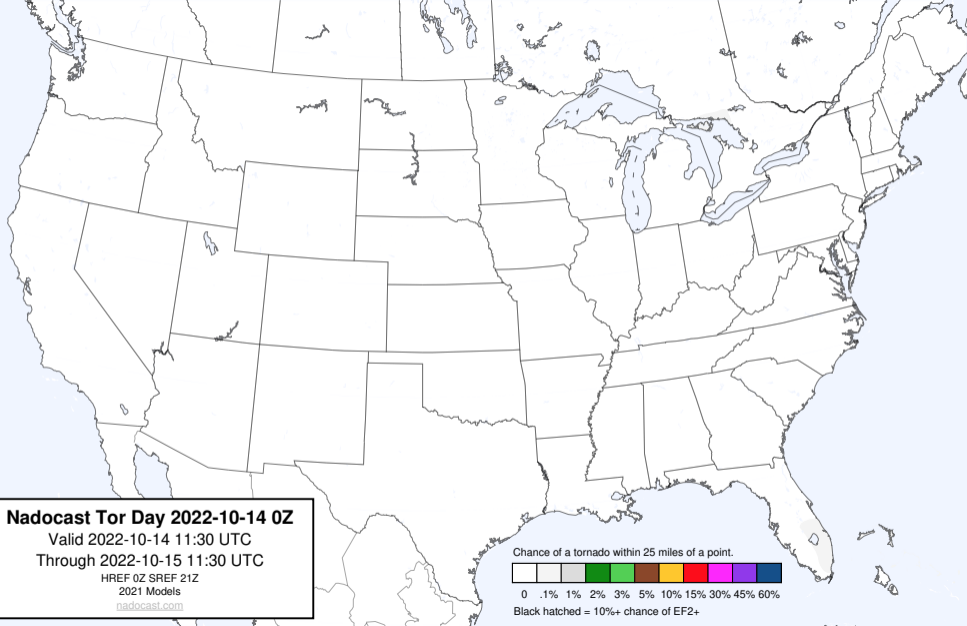 Nadocast Tor Day 2022-10-14 0Z
Valid 2022-10-14 11:30 UTC
Through 2022-10-15 11:30 UTC
HREF 0Z SREF 21Z
2021 Models
nadocast.com
Chance of a tornado within 25 miles of a point.
0 .1% 1% 2% 3% 5% 10% 15% 30% 45% 60%
Black hatched = 10%+ chance of EF2+